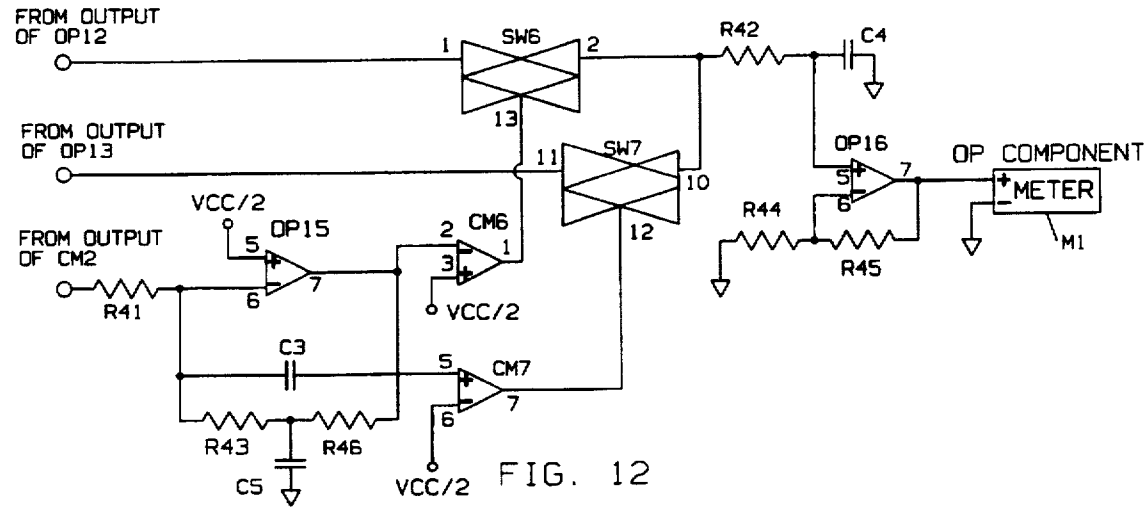 FROM OUTPUT
OF OP12
1
SW6
2
R42
C4
13
FROM OUTPUT
OF OP13
11
SW7
10
12
OP16
5
+
6
−
7
OP COMPONENT
+
METER
−
M1
R44
R45
VCC/2
OP15
5
+
6
−
7
FROM OUTPUT
OF CM2
R41
CM6
2
−
3
+
1
VCC/2
C3
5
+
CM7
6
−
7
R43
R46
C5
VCC/2
FIG. 12